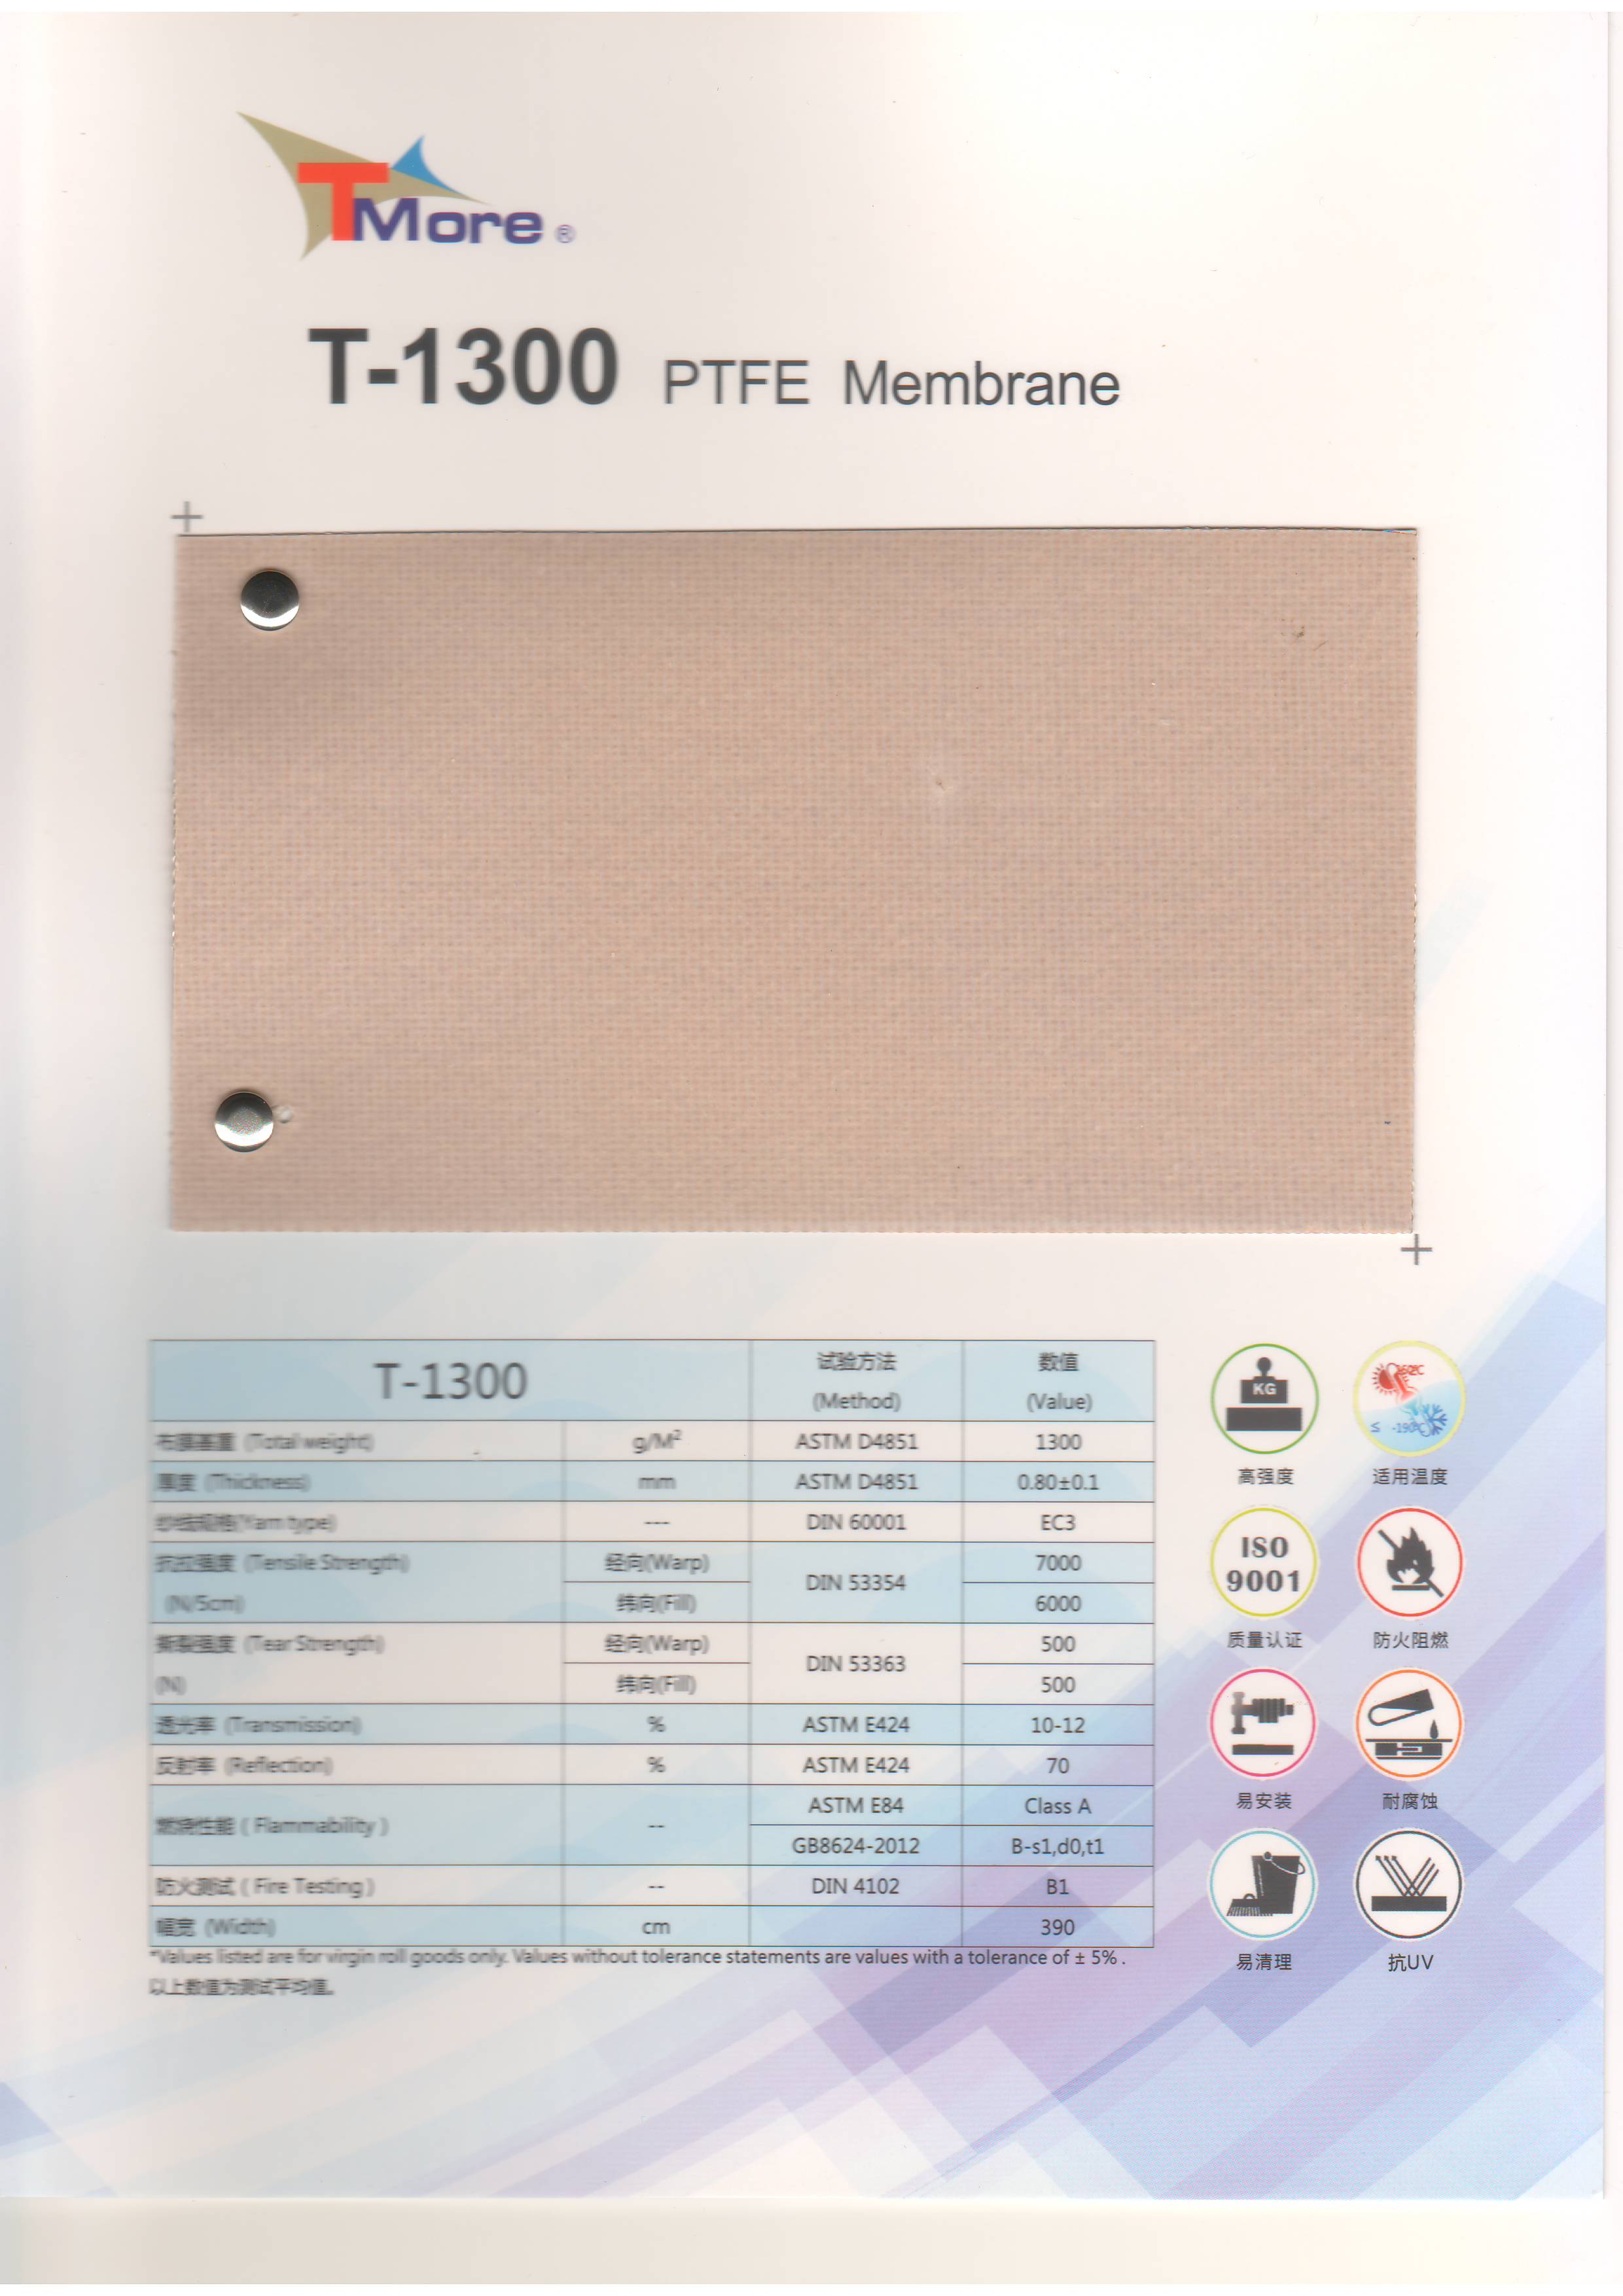 TMore®
T-1300 PTFE Membrane
T-1300 试验方法 (Method) 数值 (Value)
布膜基重 (Total weight) g/M² ASTM D4851 1300
厚度 (Thickness) mm ASTM D4851 0.80±0.1
纱线规格(Yarn type) --- DIN 60001 EC3
抗拉强度 (Tensile Strength) (N/5cm) 经向(Warp) DIN 53354 7000
纬向(Fill) 6000
撕裂强度 (Tear Strength) (N) 经向(Warp) DIN 53363 500
纬向(Fill) 500
透光率 (Transmission) % ASTM E424 10-12
反射率 (Reflection) % ASTM E424 70
燃烧性能 ( Flammability ) -- ASTM E84 Class A
GB8624-2012 B-s1,d0,t1
防火测试 ( Fire Testing ) -- DIN 4102 B1
幅宽 (Width) cm 390
*Values listed are for virgin roll goods only. Values without tolerance statements are values with a tolerance of ± 5% .
以上数值为测试平均值。
KG
高强度
≤ -190℃
适用温度
ISO
9001
质量认证
防火阻燃
易安装
耐腐蚀
易清理
抗UV